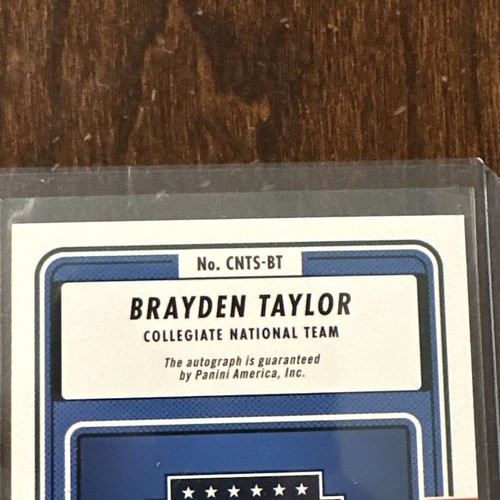 No. CNTS-BT
BRAYDEN TAYLOR
COLLEGIATE NATIONAL TEAM
The autograph is guaranteed
by Panini America, Inc.